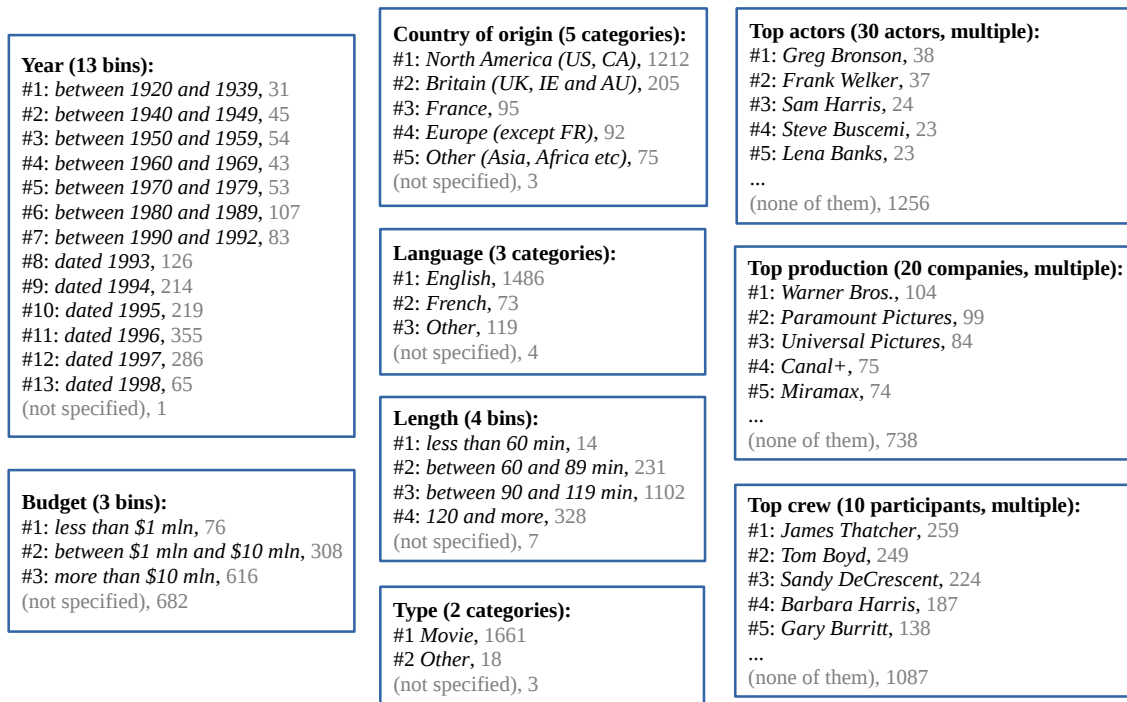 Year (13 bins):
#1: between 1920 and 1939, 31
#2: between 1940 and 1949, 45
#3: between 1950 and 1959, 54
#4: between 1960 and 1969, 43
#5: between 1970 and 1979, 53
#6: between 1980 and 1989, 107
#7: between 1990 and 1992, 83
#8: dated 1993, 126
#9: dated 1994, 214
#10: dated 1995, 219
#11: dated 1996, 355
#12: dated 1997, 286
#13: dated 1998, 65
(not specified), 1
Budget (3 bins):
#1: less than $1 mln, 76
#2: between $1 mln and $10 mln, 308
#3: more than $10 mln, 616
(not specified), 682
Country of origin (5 categories):
#1: North America (US, CA), 1212
#2: Britain (UK, IE and AU), 205
#3: France, 95
#4: Europe (except FR), 92
#5: Other (Asia, Africa etc), 75
(not specified), 3
Language (3 categories):
#1: English, 1486
#2: French, 73
#3: Other, 119
(not specified), 4
Length (4 bins):
#1: less than 60 min, 14
#2: between 60 and 89 min, 231
#3: between 90 and 119 min, 1102
#4: 120 and more, 328
(not specified), 7
Type (2 categories):
#1 Movie, 1661
#2 Other, 18
(not specified), 3
Top actors (30 actors, multiple):
#1: Greg Bronson, 38
#2: Frank Welker, 37
#3: Sam Harris, 24
#4: Steve Buscemi, 23
#5: Lena Banks, 23
...
(none of them), 1256
Top production (20 companies, multiple):
#1: Warner Bros., 104
#2: Paramount Pictures, 99
#3: Universal Pictures, 84
#4: Canal+, 75
#5: Miramax, 74
...
(none of them), 738
Top crew (10 participants, multiple):
#1: James Thatcher, 259
#2: Tom Boyd, 249
#3: Sandy DeCrescent, 224
#4: Barbara Harris, 187
#5: Gary Burritt, 138
...
(none of them), 1087